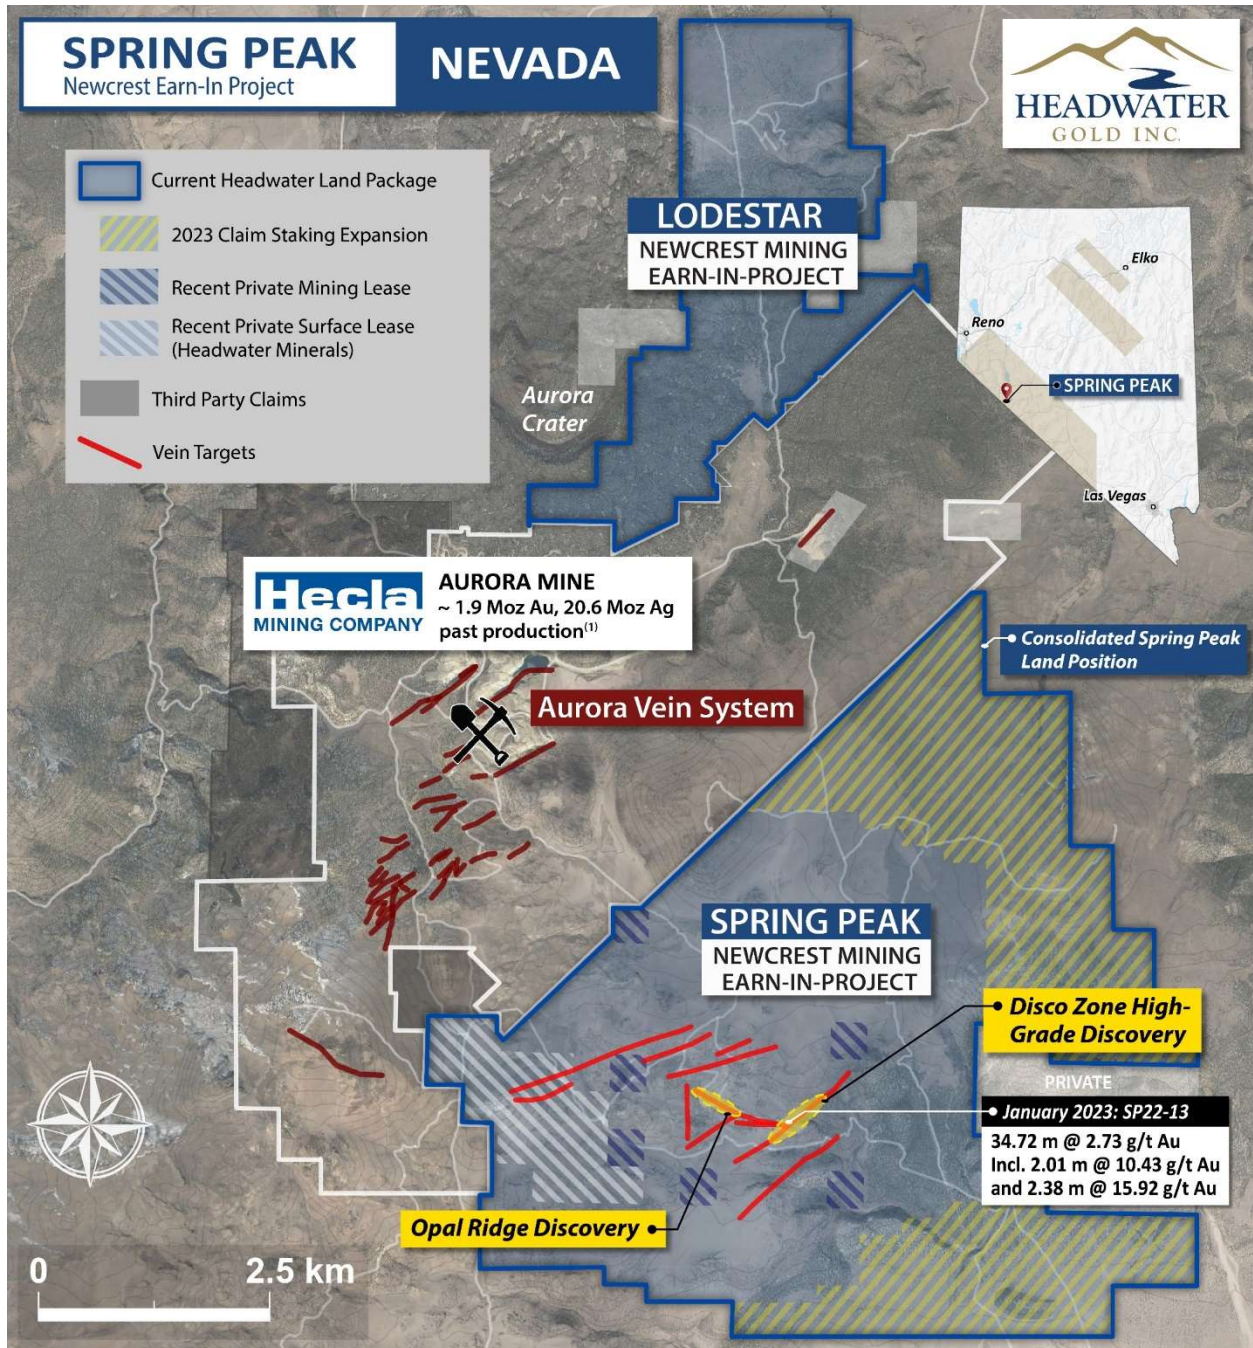 SPRING PEAK
Newcrest Earn-In Project
NEVADA
HEADWATER
GOLD INC.
Current Headwater Land Package
2023 Claim Staking Expansion
Recent Private Mining Lease
Recent Private Surface Lease
(Headwater Minerals)
Third Party Claims
Vein Targets
LODESTAR
NEWCREST MINING
EARN-IN-PROJECT
Elko
Reno
SPRING PEAK
Las Vegas
Aurora
Crater
Hecla
MINING COMPANY
AURORA MINE
~ 1.9 Moz Au, 20.6 Moz Ag
past production(1)
Consolidated Spring Peak
Land Position
Aurora Vein System
SPRING PEAK
NEWCREST MINING
EARN-IN-PROJECT
Disco Zone High-
Grade Discovery
PRIVATE
January 2023: SP22-13
34.72 m @ 2.73 g/t Au
Incl. 2.01 m @ 10.43 g/t Au
and 2.38 m @ 15.92 g/t Au
Opal Ridge Discovery
0 2.5 km